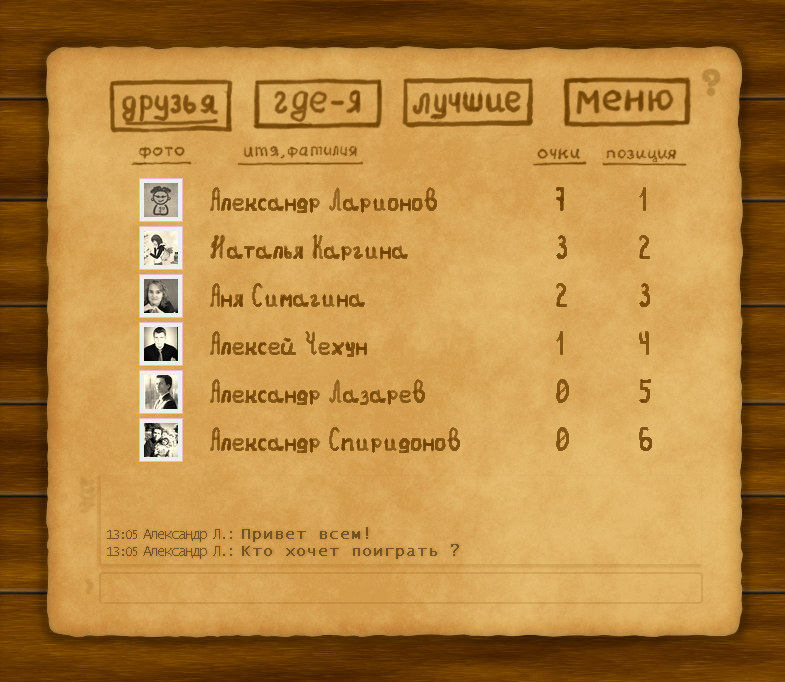 друзья где-я лучшие меню ?
фото имя,фамилия очки позиция
Александр Ларионов 7 1
Наталья Каргина 3 2
Аня Симагина 2 3
Алексей Чехун 1 4
Александр Лазарев 0 5
Александр Спиридонов 0 6
чат
13:05 Александр Л.: Привет всем!
13:05 Александр Л.: Кто хочет поиграть ?